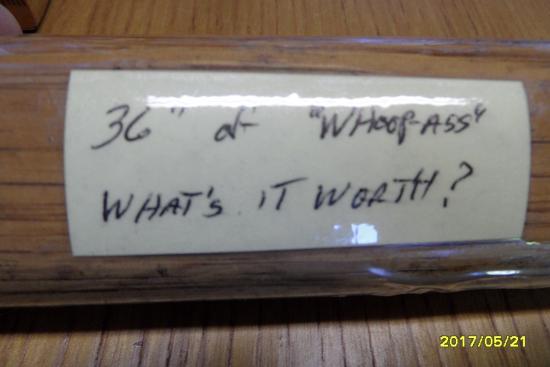 36" of "WHOOP-ASS"
WHAT'S IT WORTH?
2017/05/21